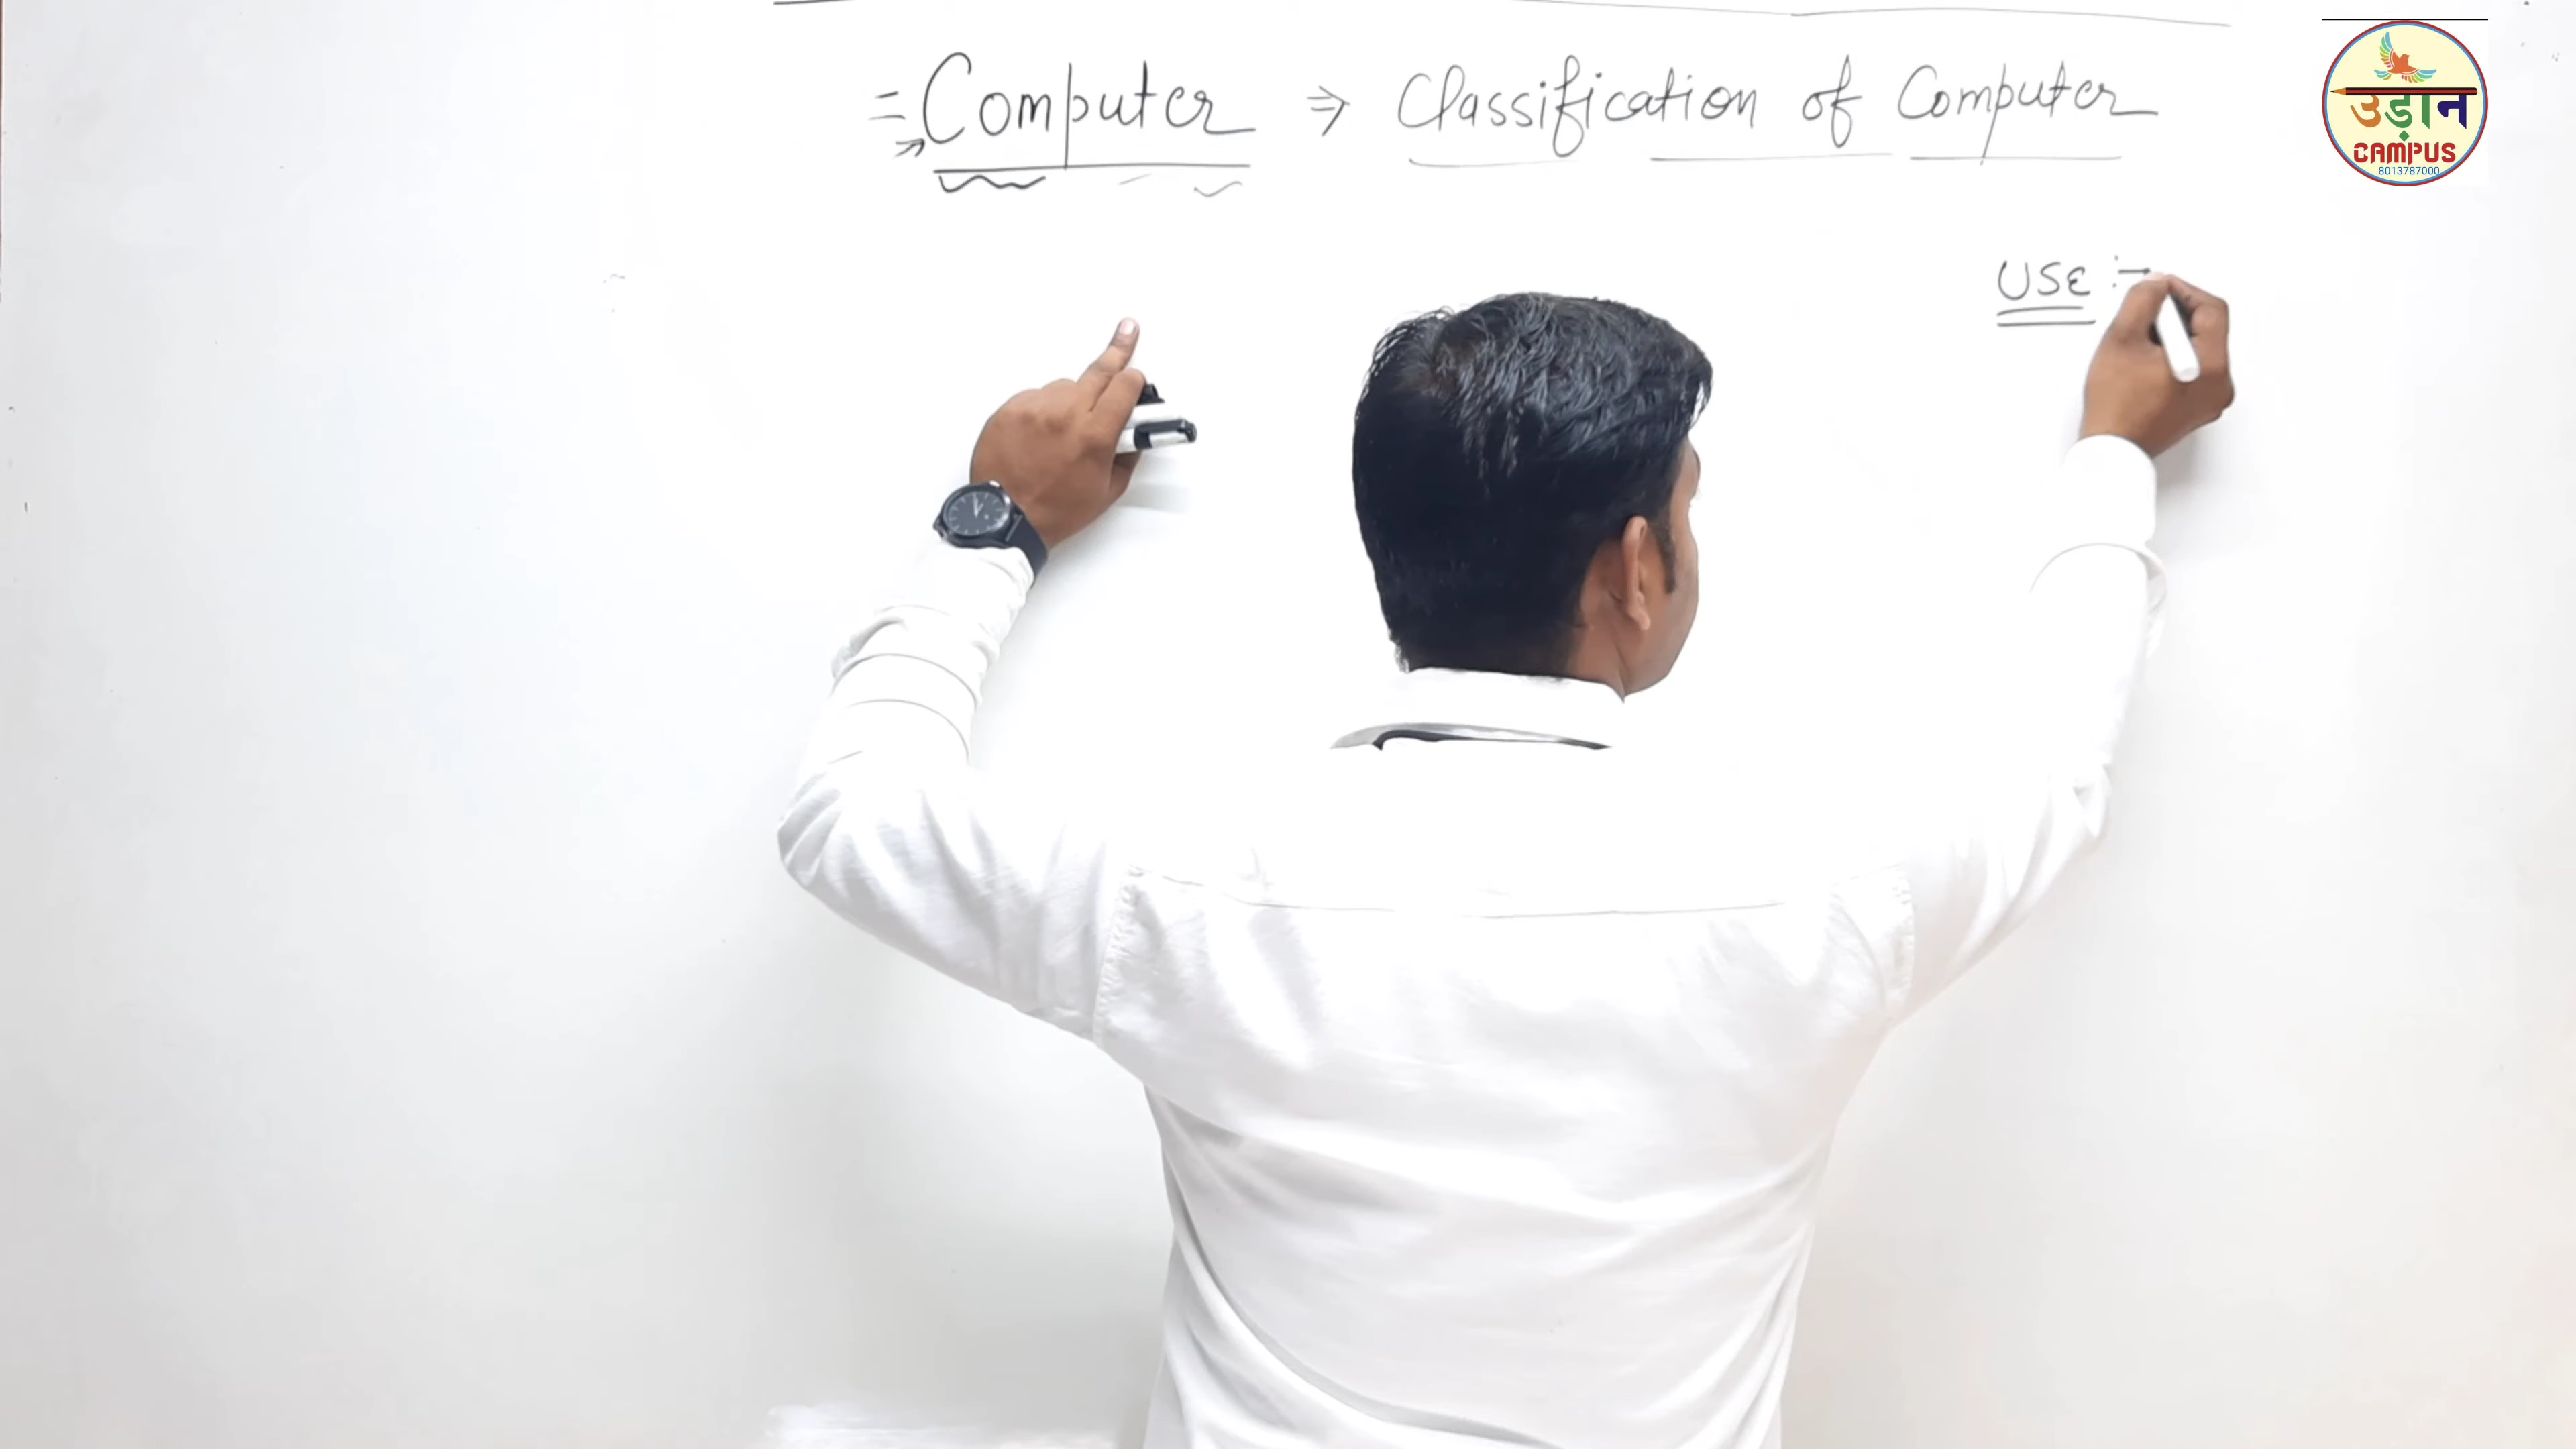 = Computer ⇒ Classification of Computer
उड़ान
CAMPUS
8013787000
USE :-